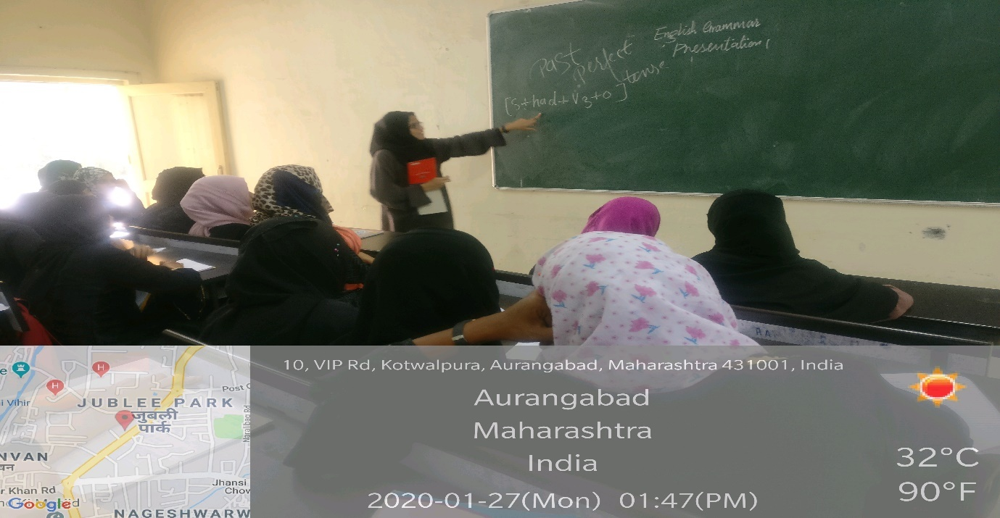 English Grammar
Presentation
Past
Perfect
tense
[S+had+V3+O]
10, VIP Rd, Kotwalpura, Aurangabad, Maharashtra 431001, India
Aurangabad
Maharashtra
India
2020-01-27(Mon) 01:47(PM)
32°C
90°F
H
H
Vihir
Post
JUBLEE PARK
जुबली
पार्क
Naralibag Rd
NVAN
Khan Rd
Jhansi
Chow
Google
NAGESHWARW